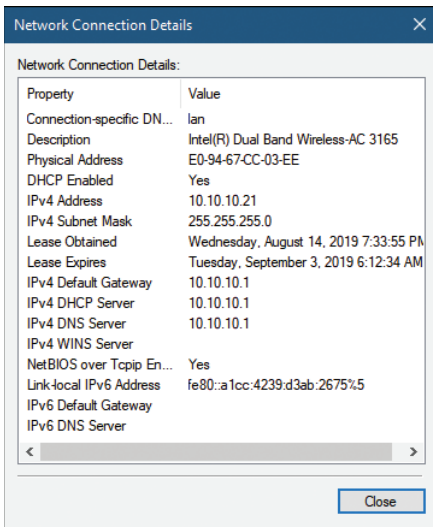 Network Connection Details
Network Connection Details:
Property Value
Connection-specific DN... lan
Description Intel(R) Dual Band Wireless-AC 3165
Physical Address E0-94-67-CC-03-EE
DHCP Enabled Yes
IPv4 Address 10.10.10.21
IPv4 Subnet Mask 255.255.255.0
Lease Obtained Wednesday, August 14, 2019 7:33:55 PM
Lease Expires Tuesday, September 3, 2019 6:12:34 AM
IPv4 Default Gateway 10.10.10.1
IPv4 DHCP Server 10.10.10.1
IPv4 DNS Server 10.10.10.1
IPv4 WINS Server
NetBIOS over Tcpip En... Yes
Link-local IPv6 Address fe80::a1cc:4239:d3ab:2675%5
IPv6 Default Gateway
IPv6 DNS Server
Close